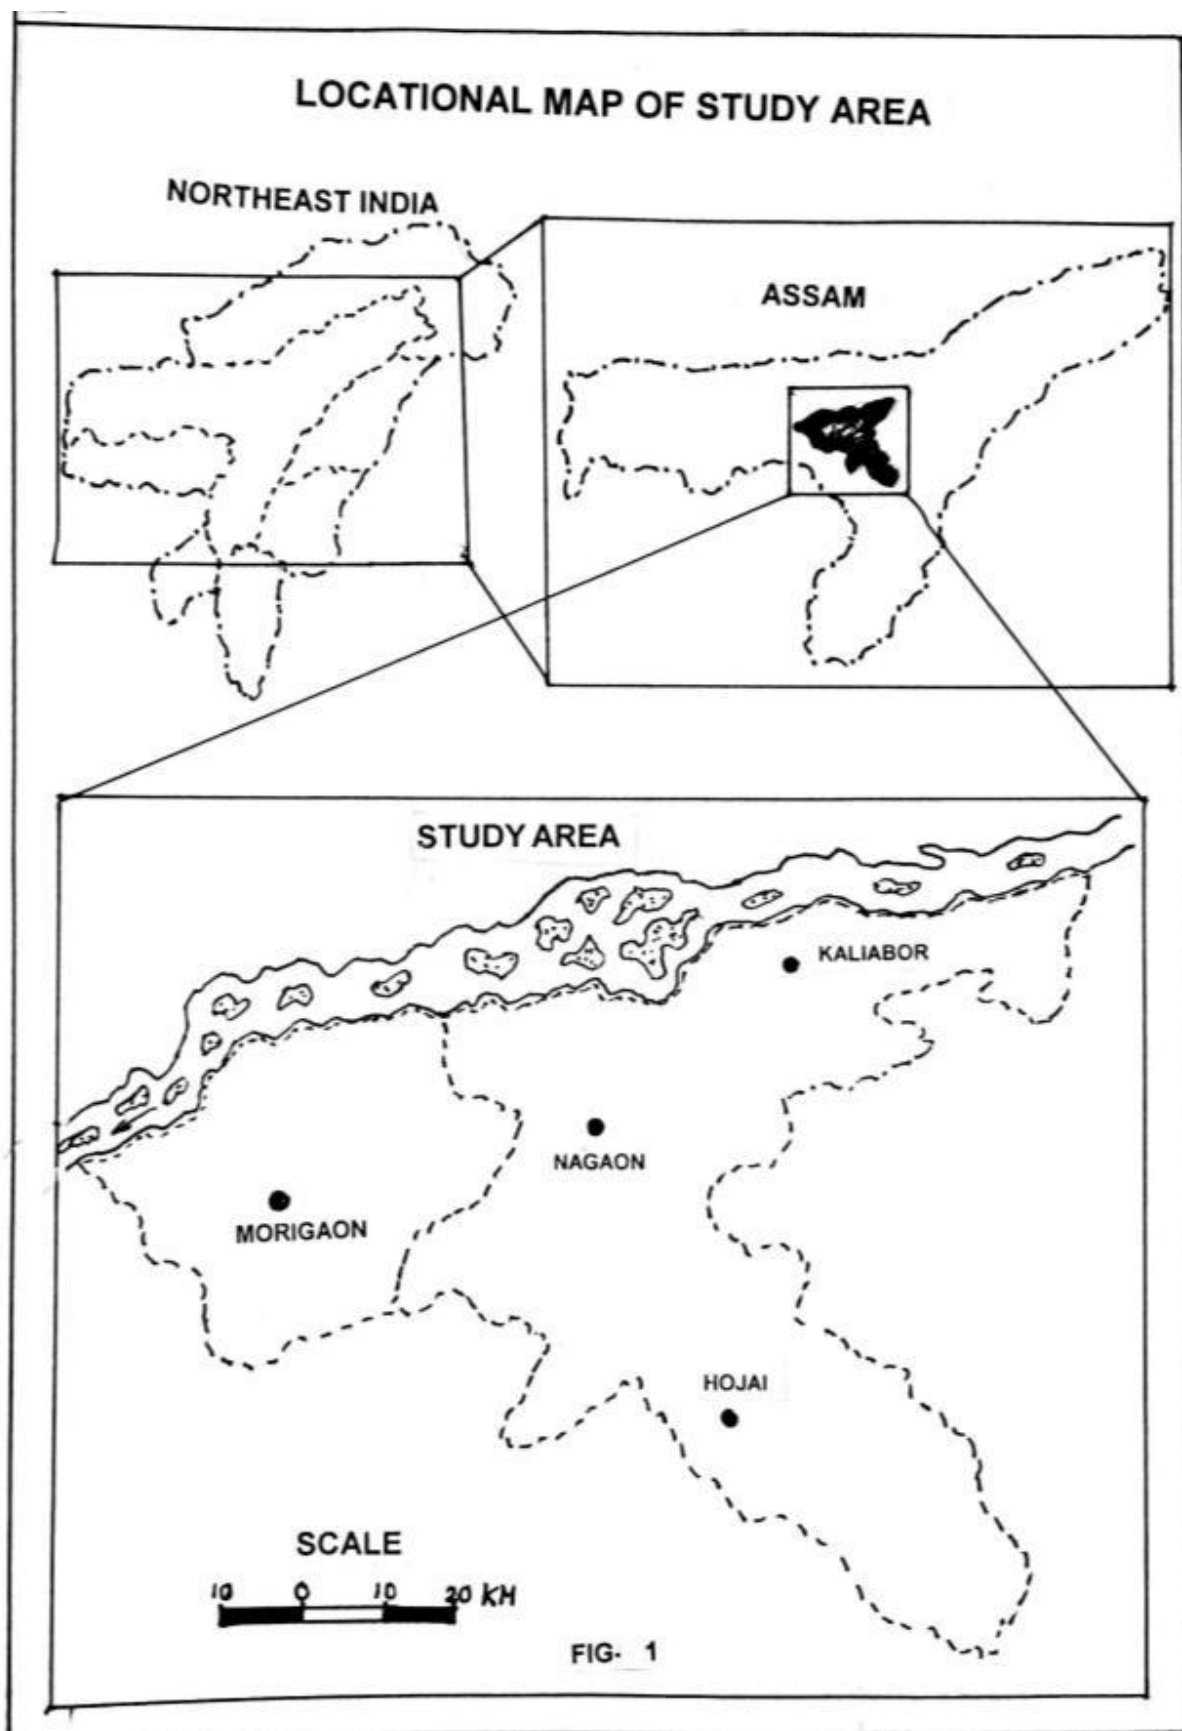 LOCATIONAL MAP OF STUDY AREA
NORTHEAST INDIA
ASSAM
STUDY AREA
KALIABOR
NAGAON
MORIGAON
HOJAI
SCALE
10 0 10 20 KM
FIG- 1